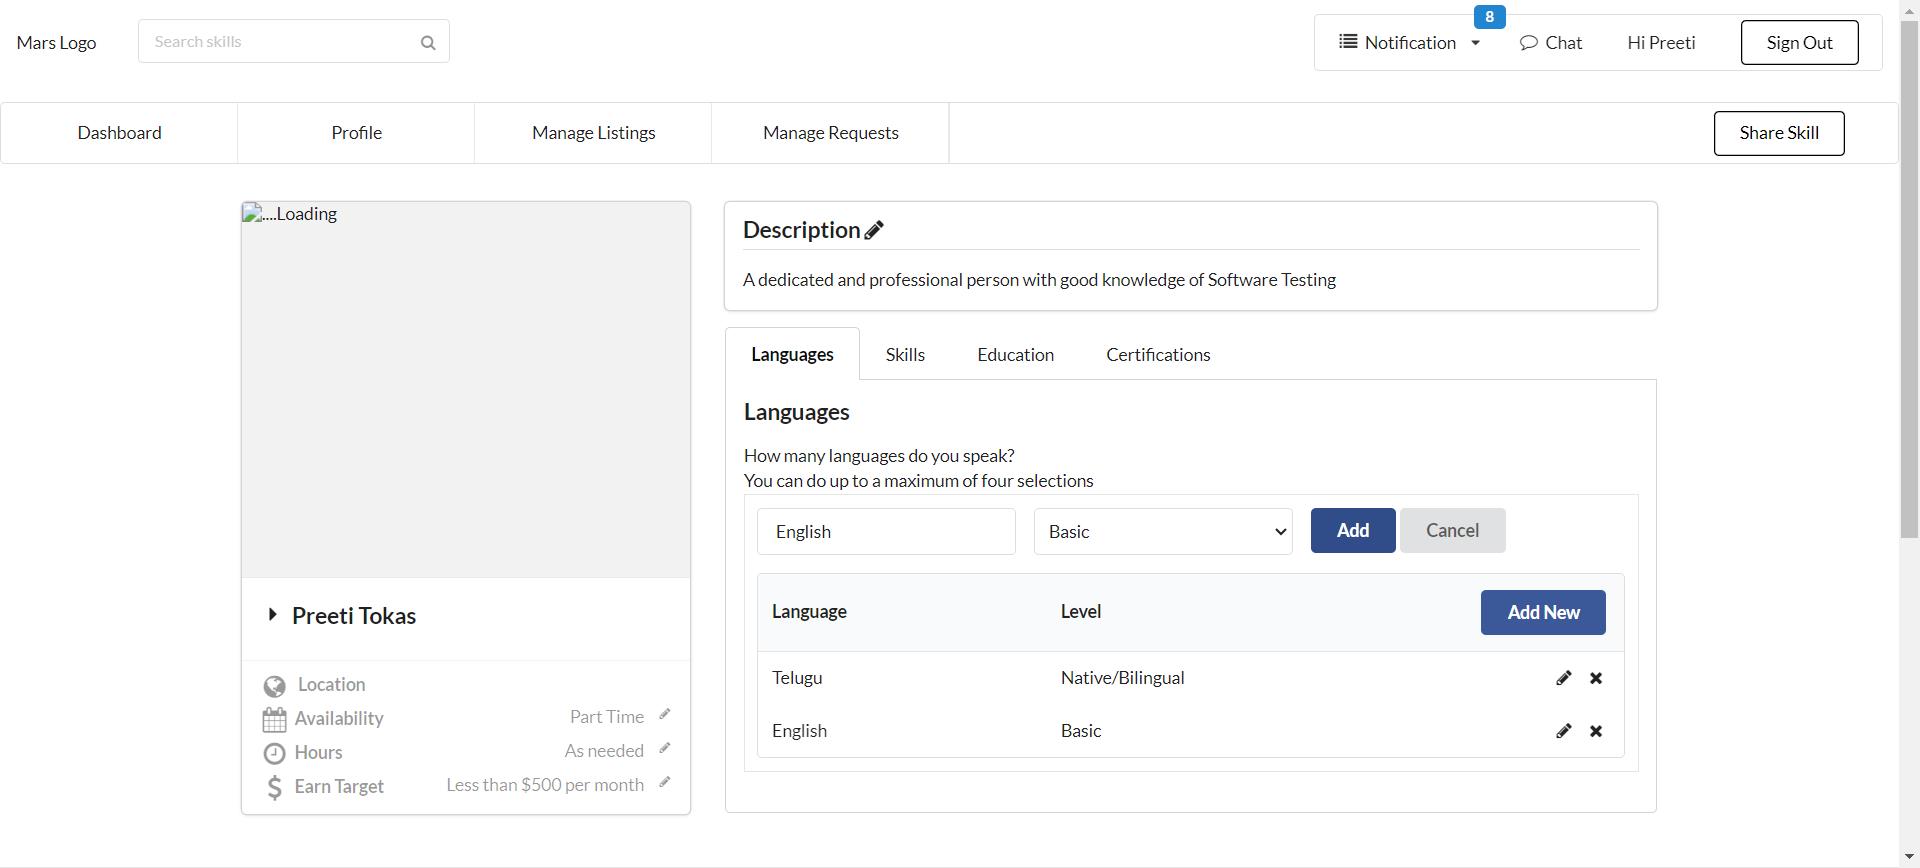 Mars Logo
Search skills
8
Notification
Chat
Hi Preeti
Sign Out
Dashboard
Profile
Manage Listings
Manage Requests
Share Skill
....Loading
Preeti Tokas
Location
Availability Part Time
Hours As needed
Earn Target Less than $500 per month
Description
A dedicated and professional person with good knowledge of Software Testing
Languages Skills Education Certifications
Languages
How many languages do you speak?
You can do up to a maximum of four selections
English Basic Add Cancel
Language Level Add New
Telugu Native/Bilingual
English Basic